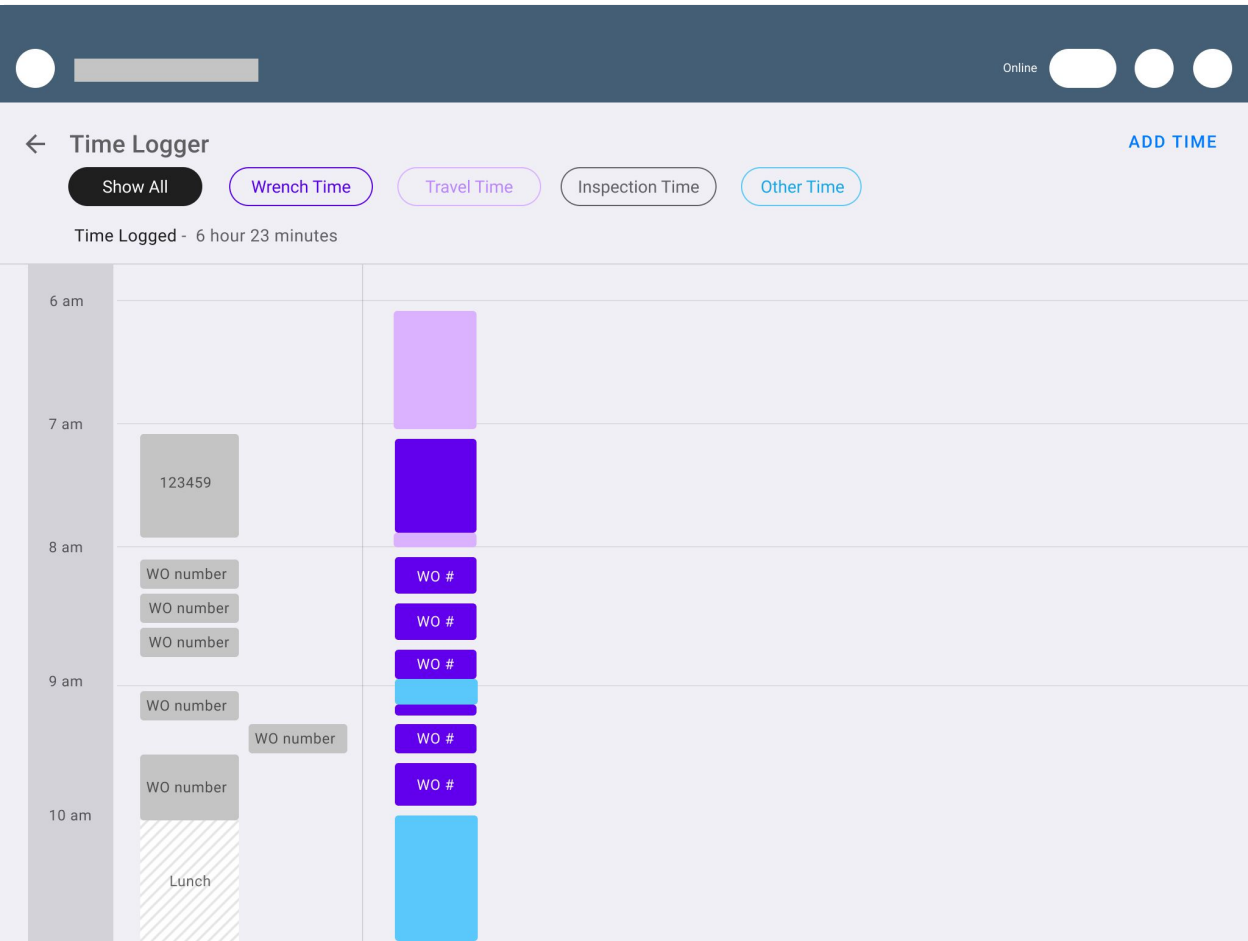 Online
Time Logger
ADD TIME
Show All
Wrench Time
Travel Time
Inspection Time
Other Time
Time Logged - 6 hour 23 minutes
6 am
7 am
123459
8 am
WO number
WO #
WO number
WO #
WO number
WO #
9 am
WO number
WO number
WO #
WO number
WO #
10 am
Lunch